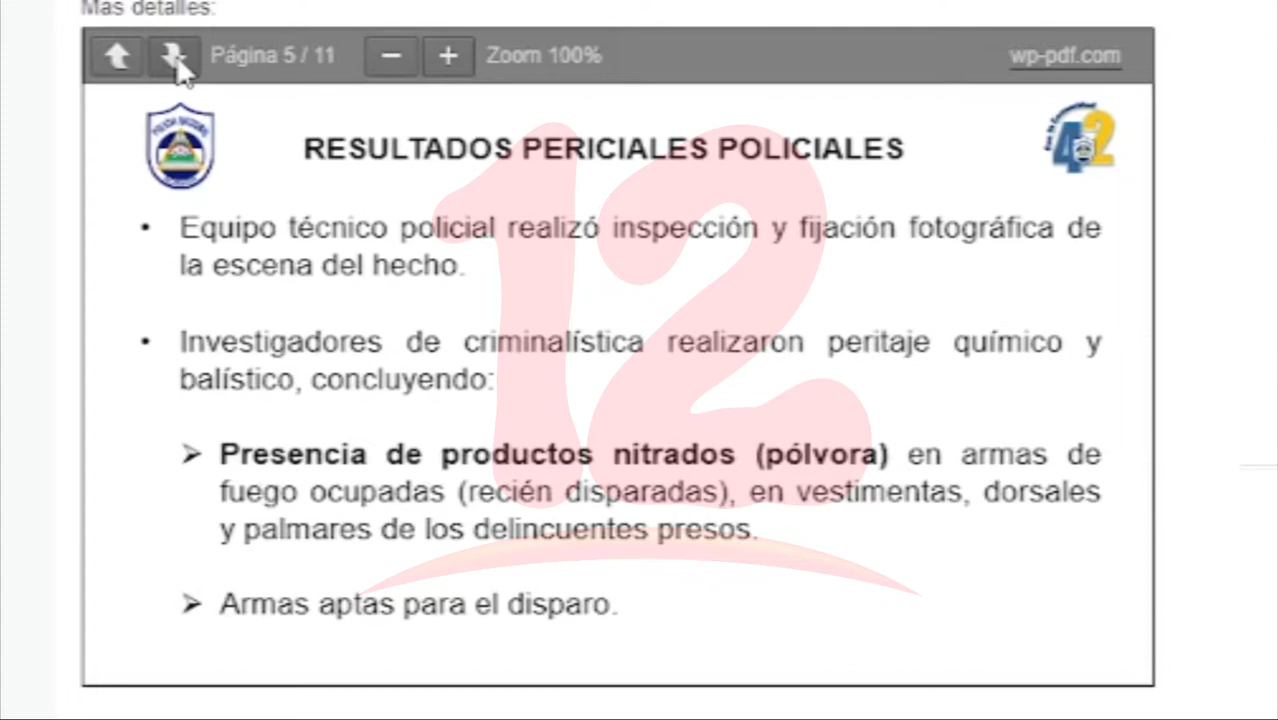 Más detalles:
Página 5 / 11 Zoom 100% wp-pdf.com
RESULTADOS PERICIALES POLICIALES
42
• Equipo técnico policial realizó inspección y fijación fotográfica de
la escena del hecho.
• Investigadores de criminalística realizaron peritaje químico y
balístico, concluyendo:
➢ Presencia de productos nitrados (pólvora) en armas de
fuego ocupadas (recién disparadas), en vestimentas, dorsales
y palmares de los delincuentes presos.
➢ Armas aptas para el disparo.
12